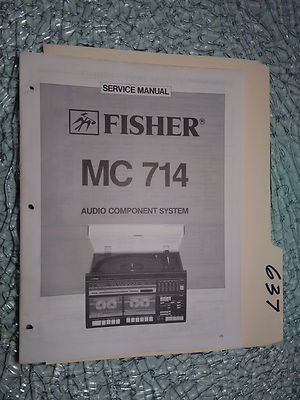 SERVICE MANUAL
FISHER®
MC 714
AUDIO COMPONENT SYSTEM
637